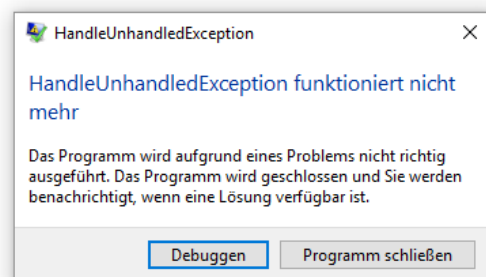 HandleUnhandledException
HandleUnhandledException funktioniert nicht
mehr
Das Programm wird aufgrund eines Problems nicht richtig
ausgeführt. Das Programm wird geschlossen und Sie werden
benachrichtigt, wenn eine Lösung verfügbar ist.
Debuggen Programm schließen